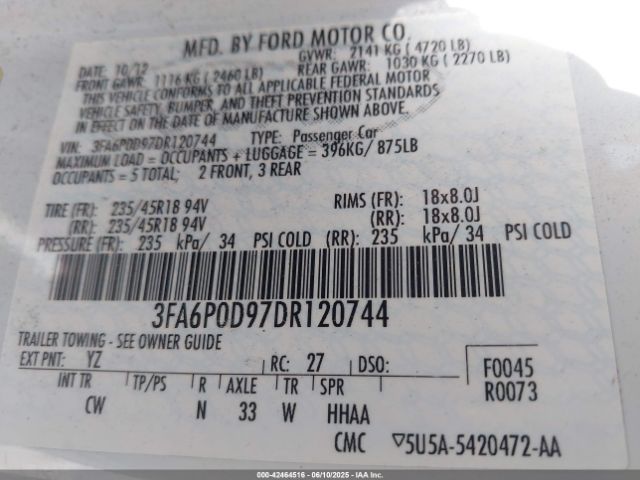 MFD. BY FORD MOTOR CO.
DATE: 10/12 GVWR: 2141 KG ( 4720 LB)
FRONT GAWR: 1116 KG ( 2460 LB) REAR GAWR: 1030 KG ( 2270 LB)
THIS VEHICLE CONFORMS TO ALL APPLICABLE FEDERAL MOTOR
VEHICLE SAFETY, BUMPER, AND THEFT PREVENTION STANDARDS
IN EFFECT ON THE DATE OF MANUFACTURE SHOWN ABOVE.
VIN: 3FA6P0D97DR120744 TYPE: Passenger Car
MAXIMUM LOAD = OCCUPANTS + LUGGAGE = 396KG/ 875LB
OCCUPANTS = 5 TOTAL; 2 FRONT, 3 REAR
TIRE (FR): 235/45R18 94V RIMS (FR): 18x8.0J
(RR): 235/45R18 94V (RR): 18x8.0J
PRESSURE (FR): 235 kPa/ 34 PSI COLD (RR): 235 kPa/ 34 PSI COLD
3FA6P0D97DR120744
TRAILER TOWING - SEE OWNER GUIDE
EXT PNT: YZ RC: 27 DSO: F0045
R0073
INT TR TP/PS R AXLE TR SPR
CW N 33 W HHAA
CMC ▽5U5A-5420472-AA
000-42464516 - 06/10/2025 - IAAI.COM